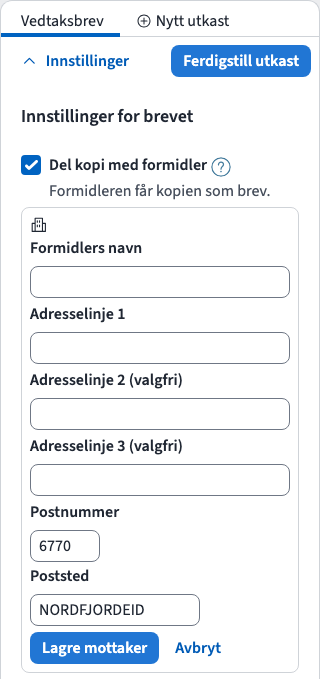 Vedtaksbrev
Nytt utkast
Innstillinger
Ferdigstill utkast
Innstillinger for brevet
Del kopi med formidler
Formidleren får kopien som brev.
Formidlers navn
Adresselinje 1
Adresselinje 2 (valgfri)
Adresselinje 3 (valgfri)
Postnummer
6770
Poststed
NORDFJORDEID
Lagre mottaker
Avbryt